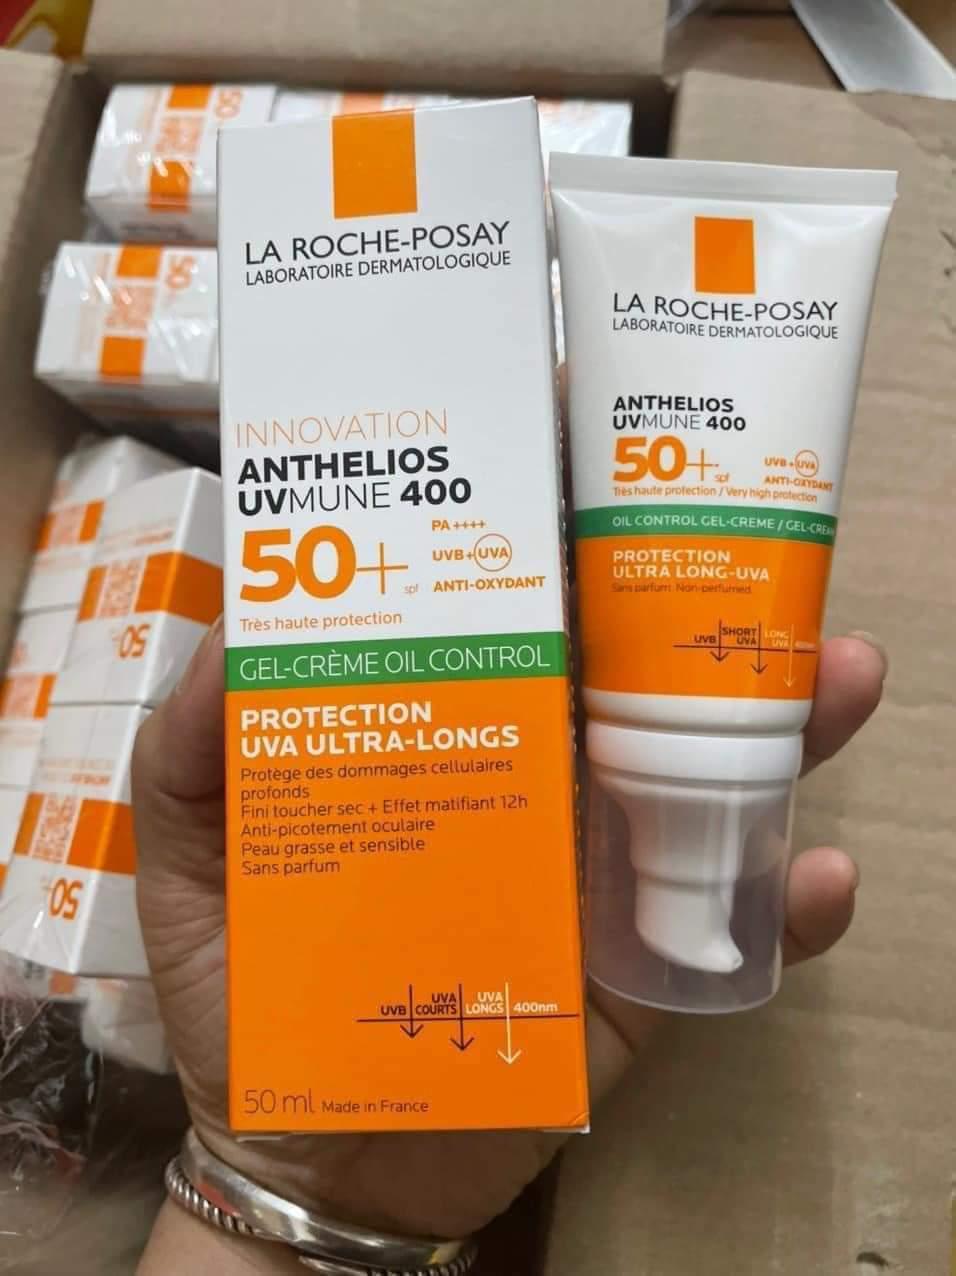 LA ROCHE-POSAY
LABORATOIRE DERMATOLOGIQUE
INNOVATION
ANTHELIOS
UVMUNE 400
50+ spf
PA ++++
UVB+UVA
ANTI-OXYDANT
Très haute protection
GEL-CRÈME OIL CONTROL
PROTECTION
UVA ULTRA-LONGS
Protège des dommages cellulaires
profonds
Fini toucher sec + Effet matifiant 12h
Anti-picotement oculaire
Peau grasse et sensible
Sans parfum
UVB UVA COURTS UVA LONGS 400nm
50 ml Made in France
LA ROCHE-POSAY
LABORATOIRE DERMATOLOGIQUE
ANTHELIOS
UVMUNE 400
50+ spf
UVB+UVA
ANTI-OXYDANT
Très haute protection / Very high protection
OIL CONTROL GEL-CREME / GEL-CREAM
PROTECTION
ULTRA LONG-UVA
Sans parfum. Non-perfumed.
UVB SHORT UVA LONG UVA 400nm
50
50
50
50